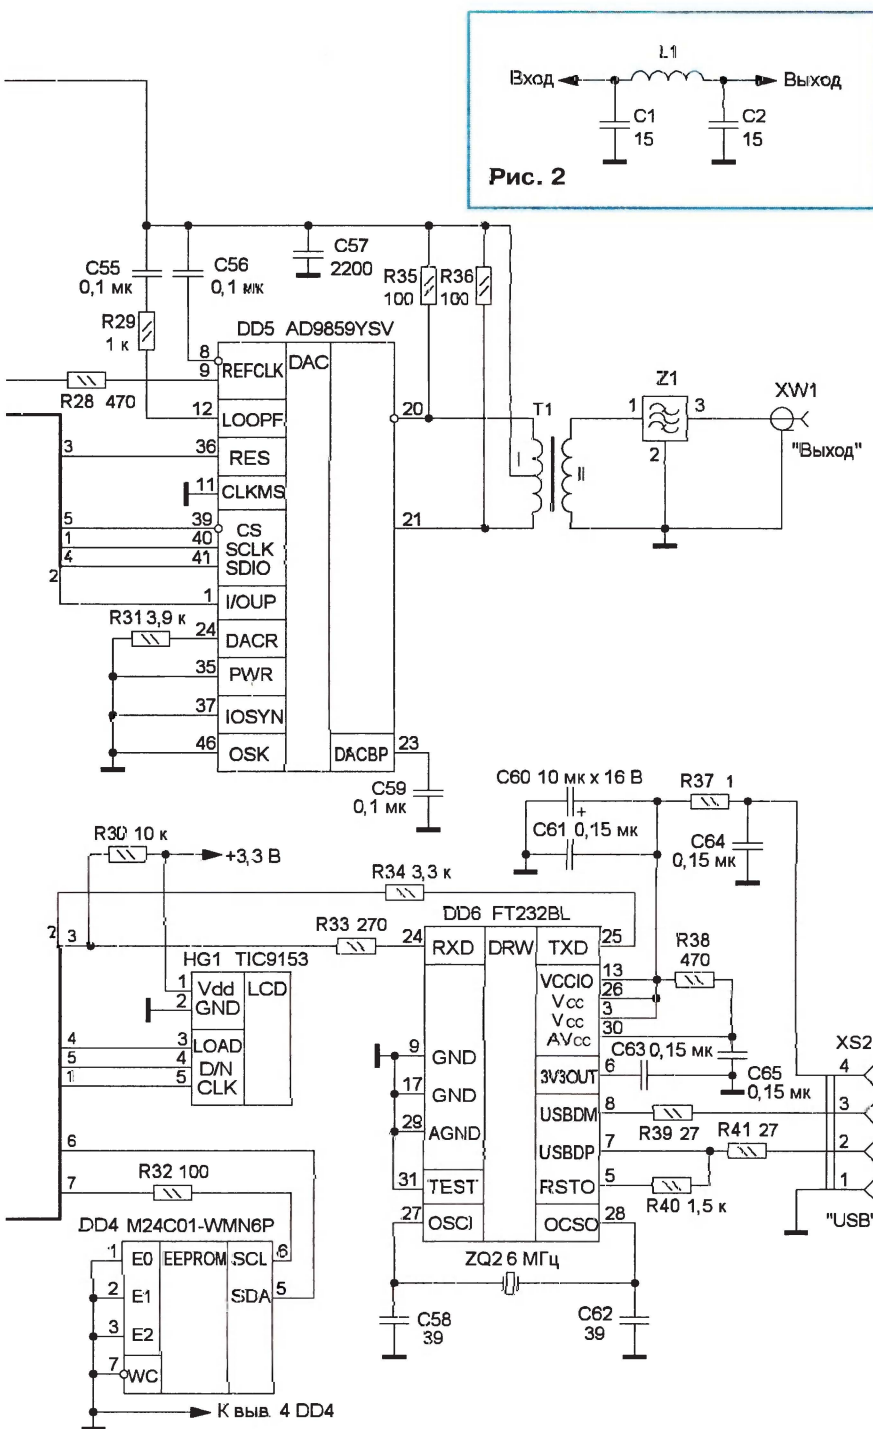 L1
Вход
Выход
C1
15
C2
15
Рис. 2
C55
0,1 мк
C56
0,1 мк
C57
2200
R35
100
R36
100
R29
1 к
DD5 AD9859YSV
8
9
REFCLK
DAC
R28 470
12
LOOPF
20
T1
I
II
1
Z1
3
2
XW1
"Выход"
3
36
RES
11
CLKMS
5
39
CS
21
1
40
SCLK
4
41
SDIO
2
1
I/OUP
R31 3,9 к
24
DACR
35
PWR
37
IOSYN
46
OSK
DACBP
23
C59
0,1 мк
C60 10 мк х 16 В
+
C61 0,15 мк
R37 1
C64
0,15 мк
R30 10 к
+3,3 В
R34 3,3 к
2
3
R33 270
DD6 FT232BL
24
RXD
DRW
TXD
25
HG1 TIC9153
1
Vdd
LCD
2
GND
4
3
LOAD
5
4
D/N
1
5
CLK
13
VCCIO
26
Vcc
3
Vcc
30
AVcc
R38
470
9
GND
17
GND
29
AGND
31
TEST
27
OSCI
6
3V3OUT
C63 0,15 мк
C65
0,15 мк
8
USBDM
R39 27
7
USBDP
R41 27
5
RSTO
R40 1,5 к
28
OCSO
XS2
4
3
2
1
"USB"
6
7
R32 100
DD4 M24C01-WMN6P
1
E0
EEPROM
SCL
6
2
E1
SDA
5
3
E2
7
WC
К выв. 4 DD4
ZQ2 6 МГц
C58
39
C62
39